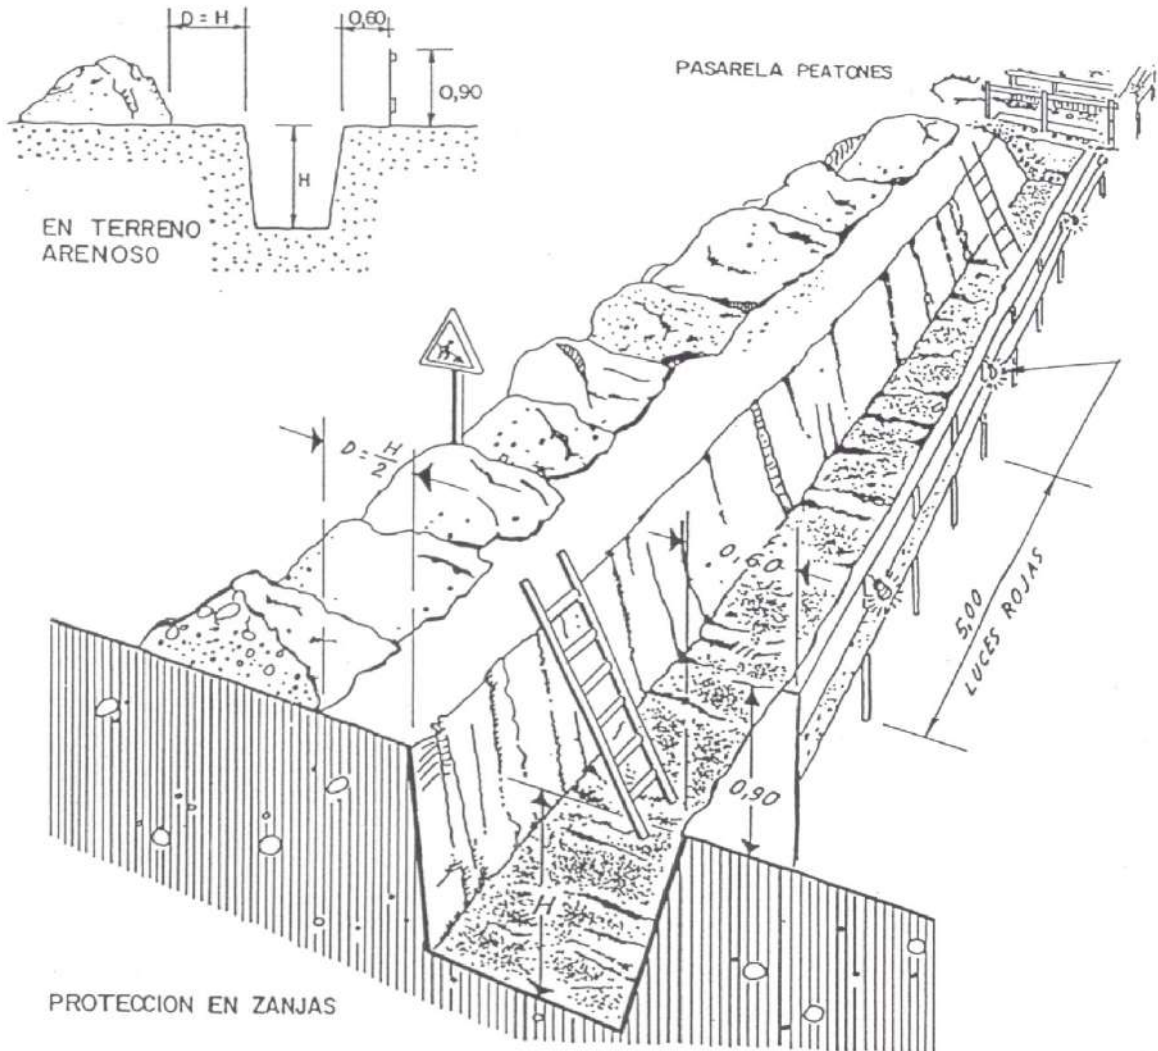 D = H
0,60
0,90
H
EN TERRENO
ARENOSO
PASARELA PEATONES
D = H/2
0,60
5,00
LUCES ROJAS
0,90
H
PROTECCION EN ZANJAS